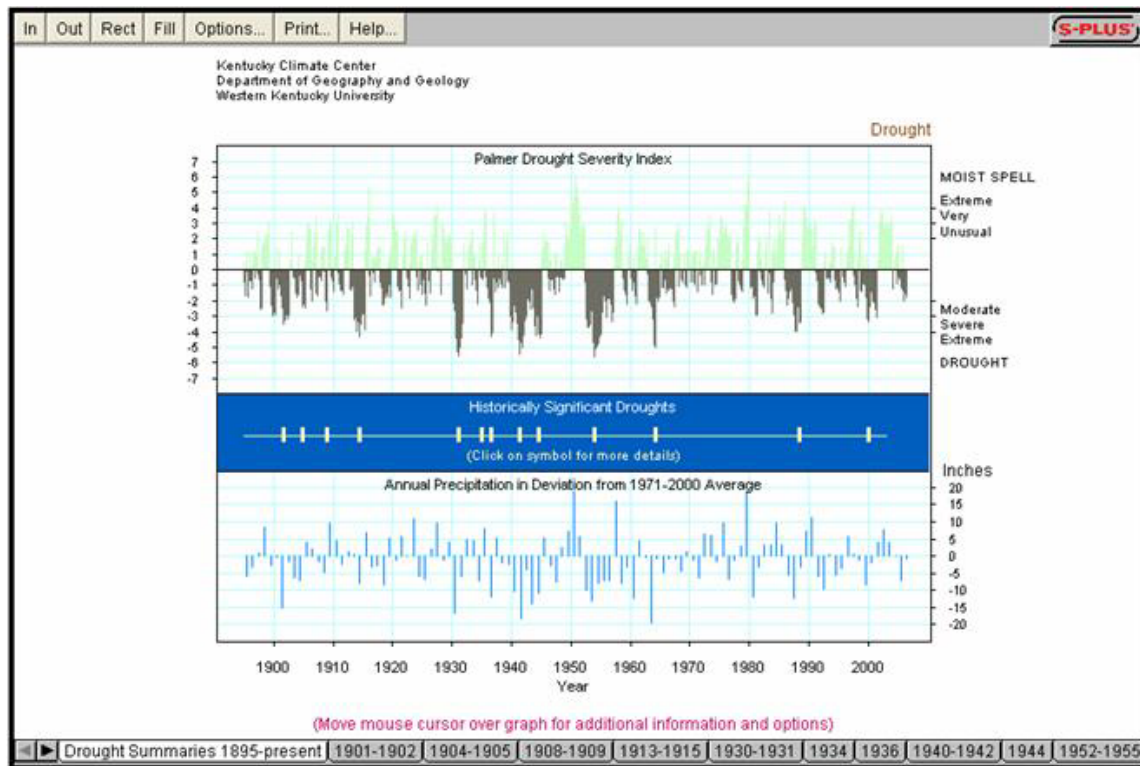 In Out Rect Fill Options... Print... Help... S-PLUS
Kentucky Climate Center
Department of Geography and Geology
Western Kentucky University
Drought
Palmer Drought Severity Index
7
6
5
4
3
2
1
0
-1
-2
-3
-4
-5
-6
-7
MOIST SPELL
Extreme
Very
Unusual
Moderate
Severe
Extreme
DROUGHT
Historically Significant Droughts
(Click on symbol for more details)
Inches
Annual Precipitation in Deviation from 1971-2000 Average
20
15
10
5
0
-5
-10
-15
-20
1900 1910 1920 1930 1940 1950 1960 1970 1980 1990 2000
Year
(Move mouse cursor over graph for additional information and options)
Drought Summaries 1895-present 1901-1902 1904-1905 1908-1909 1913-1915 1930-1931 1934 1936 1940-1942 1944 1952-1955